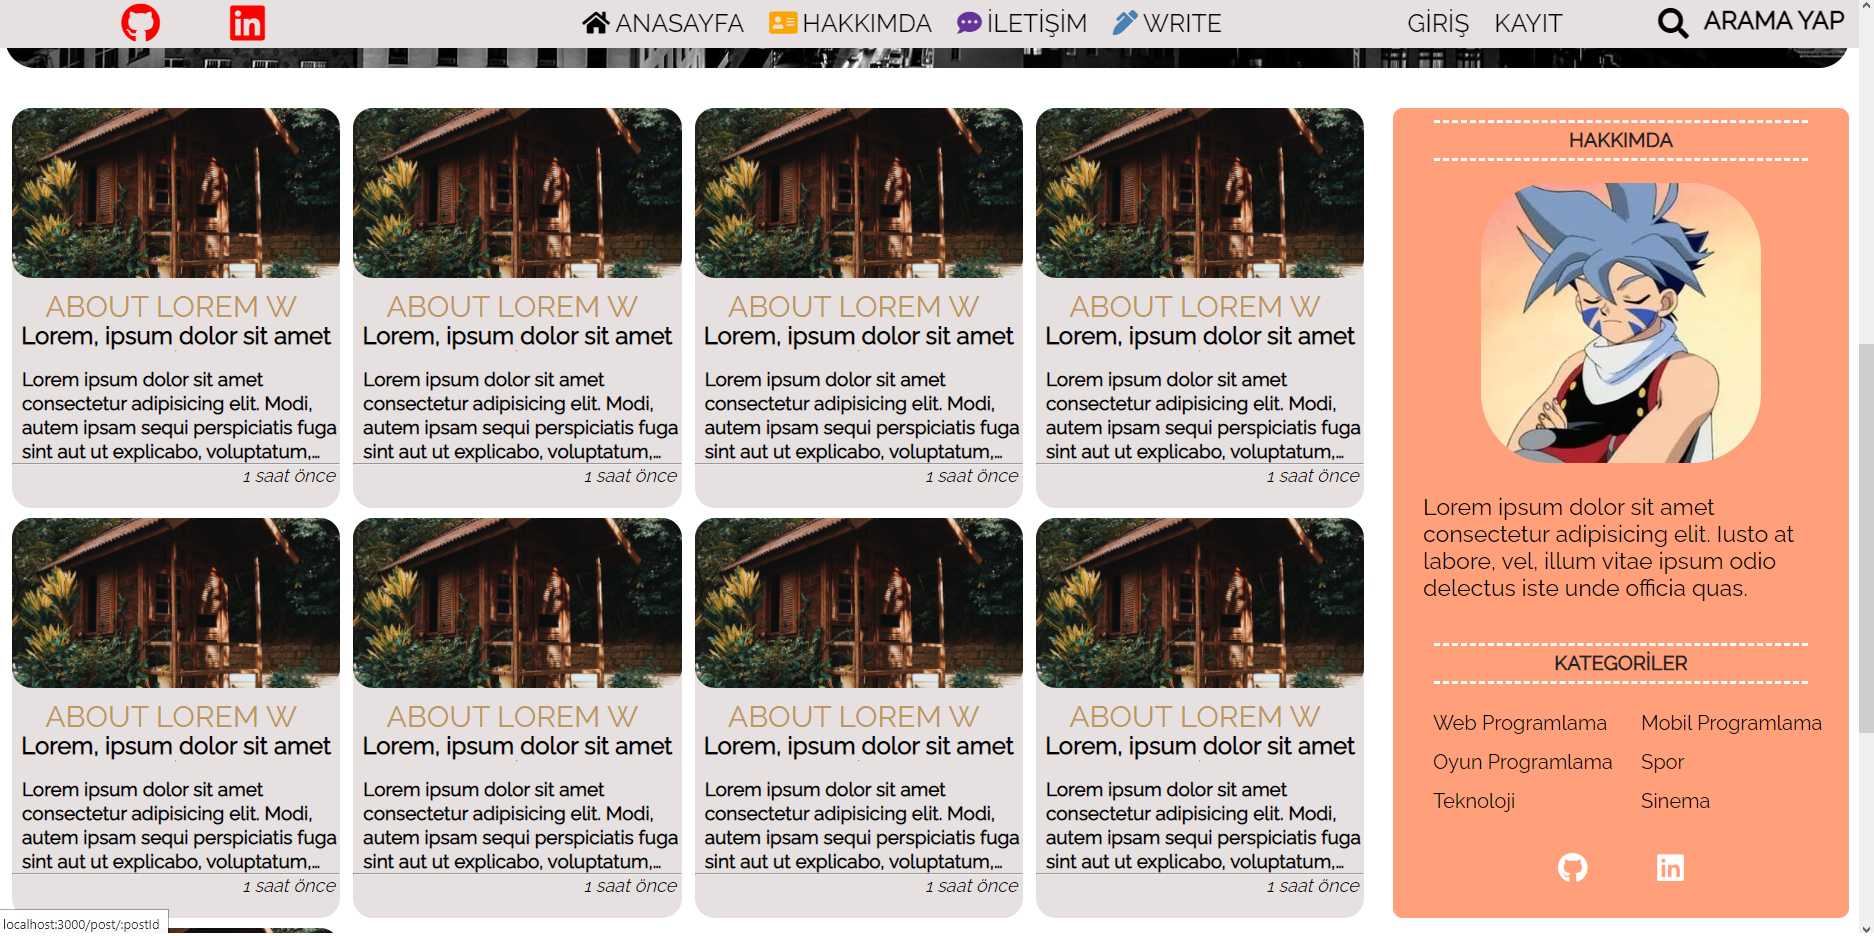 ANASAYFA HAKKIMDA İLETİŞİM WRITE GİRİŞ KAYIT ARAMA YAP
ABOUT LOREM W
Lorem, ipsum dolor sit amet
Lorem ipsum dolor sit amet
consectetur adipisicing elit. Modi,
autem ipsam sequi perspiciatis fuga
sint aut ut explicabo, voluptatum,...
1 saat önce
ABOUT LOREM W
Lorem, ipsum dolor sit amet
Lorem ipsum dolor sit amet
consectetur adipisicing elit. Modi,
autem ipsam sequi perspiciatis fuga
sint aut ut explicabo, voluptatum,...
1 saat önce
ABOUT LOREM W
Lorem, ipsum dolor sit amet
Lorem ipsum dolor sit amet
consectetur adipisicing elit. Modi,
autem ipsam sequi perspiciatis fuga
sint aut ut explicabo, voluptatum,...
1 saat önce
ABOUT LOREM W
Lorem, ipsum dolor sit amet
Lorem ipsum dolor sit amet
consectetur adipisicing elit. Modi,
autem ipsam sequi perspiciatis fuga
sint aut ut explicabo, voluptatum,...
1 saat önce
ABOUT LOREM W
Lorem, ipsum dolor sit amet
Lorem ipsum dolor sit amet
consectetur adipisicing elit. Modi,
autem ipsam sequi perspiciatis fuga
sint aut ut explicabo, voluptatum,...
1 saat önce
ABOUT LOREM W
Lorem, ipsum dolor sit amet
Lorem ipsum dolor sit amet
consectetur adipisicing elit. Modi,
autem ipsam sequi perspiciatis fuga
sint aut ut explicabo, voluptatum,...
1 saat önce
ABOUT LOREM W
Lorem, ipsum dolor sit amet
Lorem ipsum dolor sit amet
consectetur adipisicing elit. Modi,
autem ipsam sequi perspiciatis fuga
sint aut ut explicabo, voluptatum,...
1 saat önce
ABOUT LOREM W
Lorem, ipsum dolor sit amet
Lorem ipsum dolor sit amet
consectetur adipisicing elit. Modi,
autem ipsam sequi perspiciatis fuga
sint aut ut explicabo, voluptatum,...
1 saat önce
HAKKIMDA
Lorem ipsum dolor sit amet
consectetur adipisicing elit. Iusto at
labore, vel, illum vitae ipsum odio
delectus iste unde officia quas.
KATEGORİLER
Web Programlama Mobil Programlama
Oyun Programlama Spor
Teknoloji Sinema
localhost:3000/post/:postId